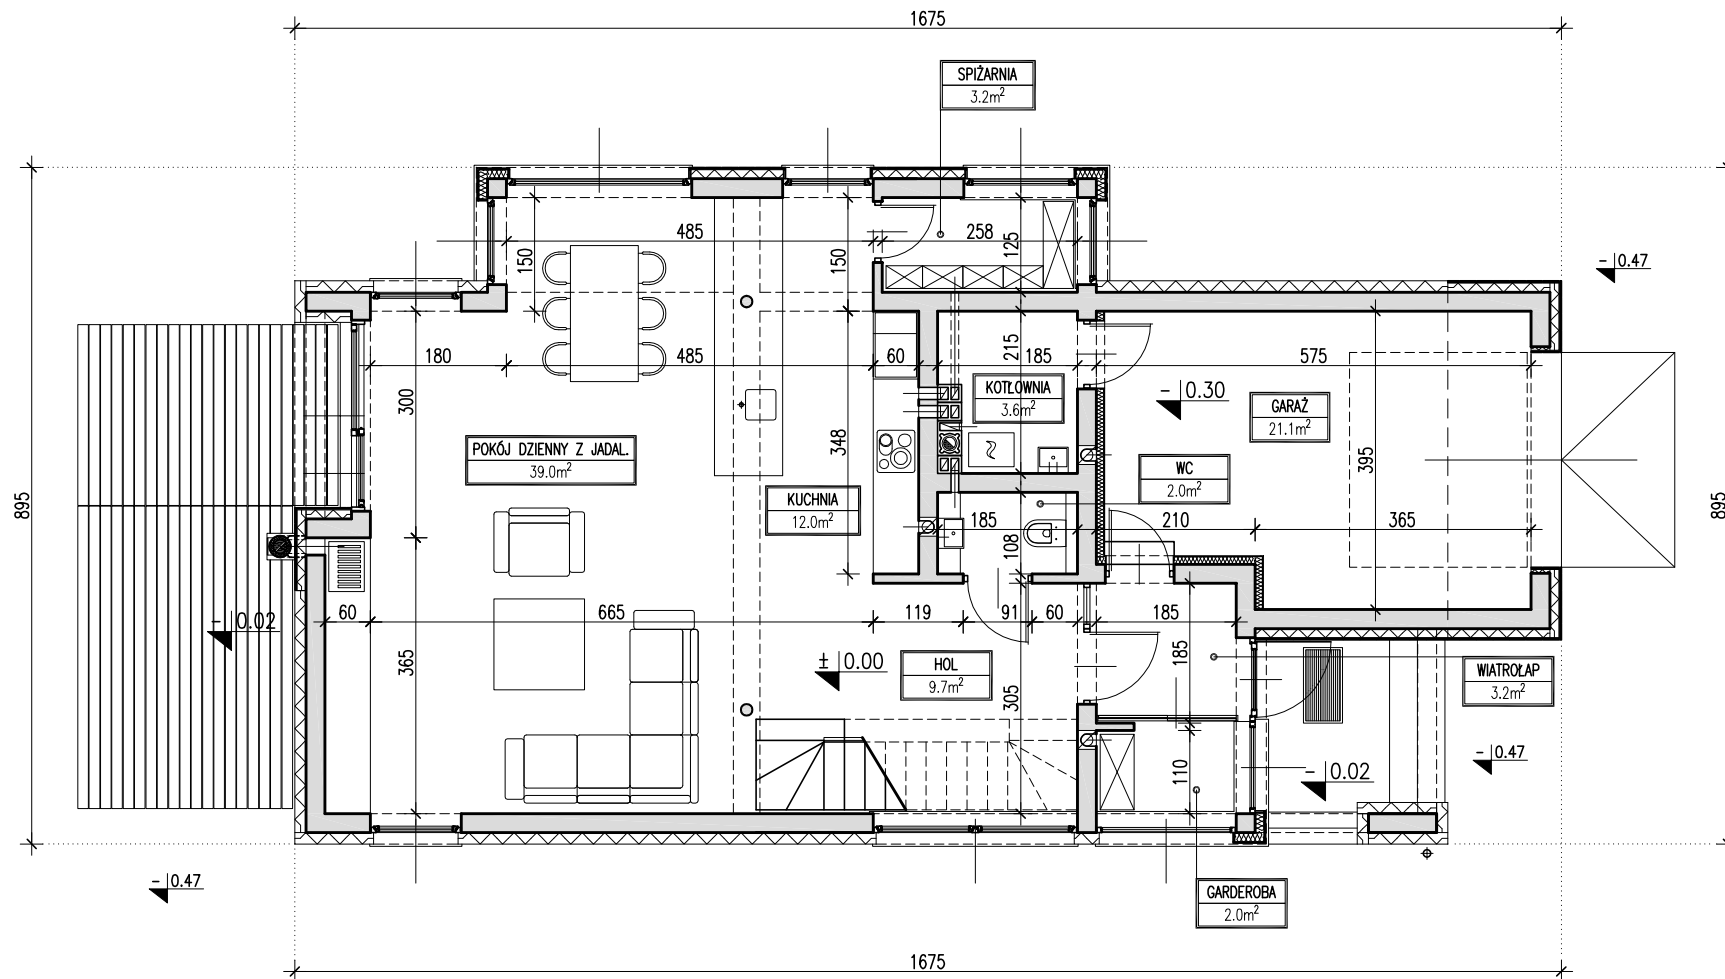 1675
SPIŻARNIA
3.2m²
485
258
125
150
150
- 0.47
180
485
60
215
185
575
300
348
KOTŁOWNIA
3.6m²
- 0.30
GARAŻ
21.1m²
395
POKÓJ DZIENNY Z JADAL.
39.0m²
WC
2.0m²
KUCHNIA
12.0m²
895
895
185
108
210
365
- 0.02
60
665
119
91
60
185
365
± 0.00
HOL
9.7m²
305
185
WIATROŁAP
3.2m²
110
- 0.02
- 0.47
- 0.47
GARDEROBA
2.0m²
1675